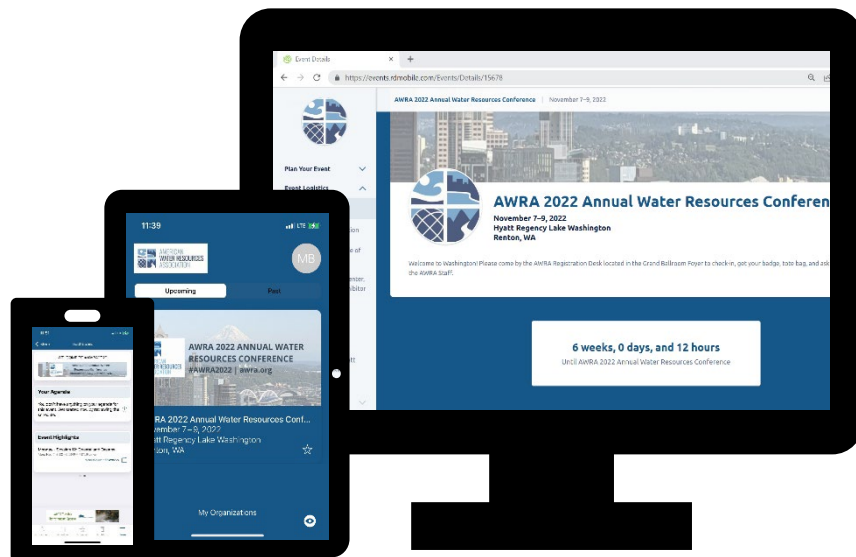 Event Details
https://events.rdmobile.com/Events/Details/15678
AWRA 2022 Annual Water Resources Conference | November 7–9, 2022
Plan Your Event
Event Logistics
AWRA 2022 Annual Water Resources Conferen
November 7–9, 2022
Hyatt Regency Lake Washington
Renton, WA
Welcome to Washington! Please come by the AWRA Registration Desk located in the Grand Ballroom Foyer to check-in, get your badge, tote bag, and ask
the AWRA Staff.
6 weeks, 0 days, and 12 hours
Until AWRA 2022 Annual Water Resources Conference
11:39
LTE
AMERICAN
WATER RESOURCES
ASSOCIATION
MB
Upcoming
Past
AWRA 2022 ANNUAL WATER
RESOURCES CONFERENCE
#AWRA2022 | awra.org
RA 2022 Annual Water Resources Conf...
vember 7–9, 2022
att Regency Lake Washington
nton, WA
My Organizations
Your Agenda
Event Highlights